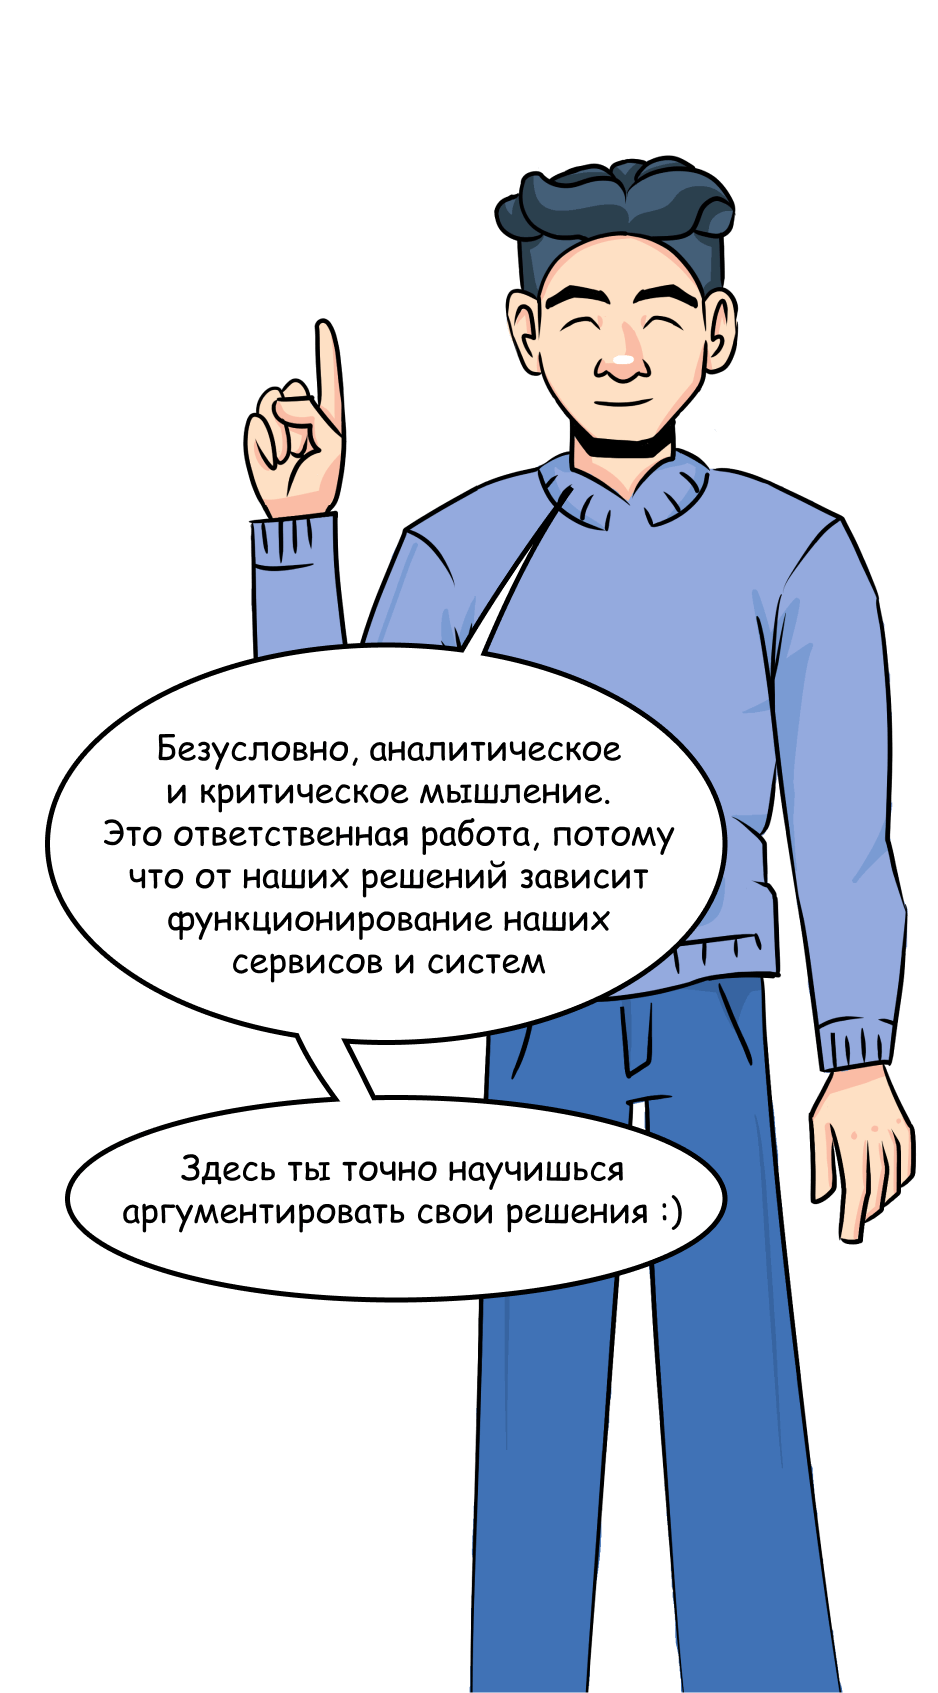 Безусловно, аналитическое
и критическое мышление.
Это ответственная работа, потому
что от наших решений зависит
функционирование наших
сервисов и систем
Здесь ты точно научишься
аргументировать свои решения :)